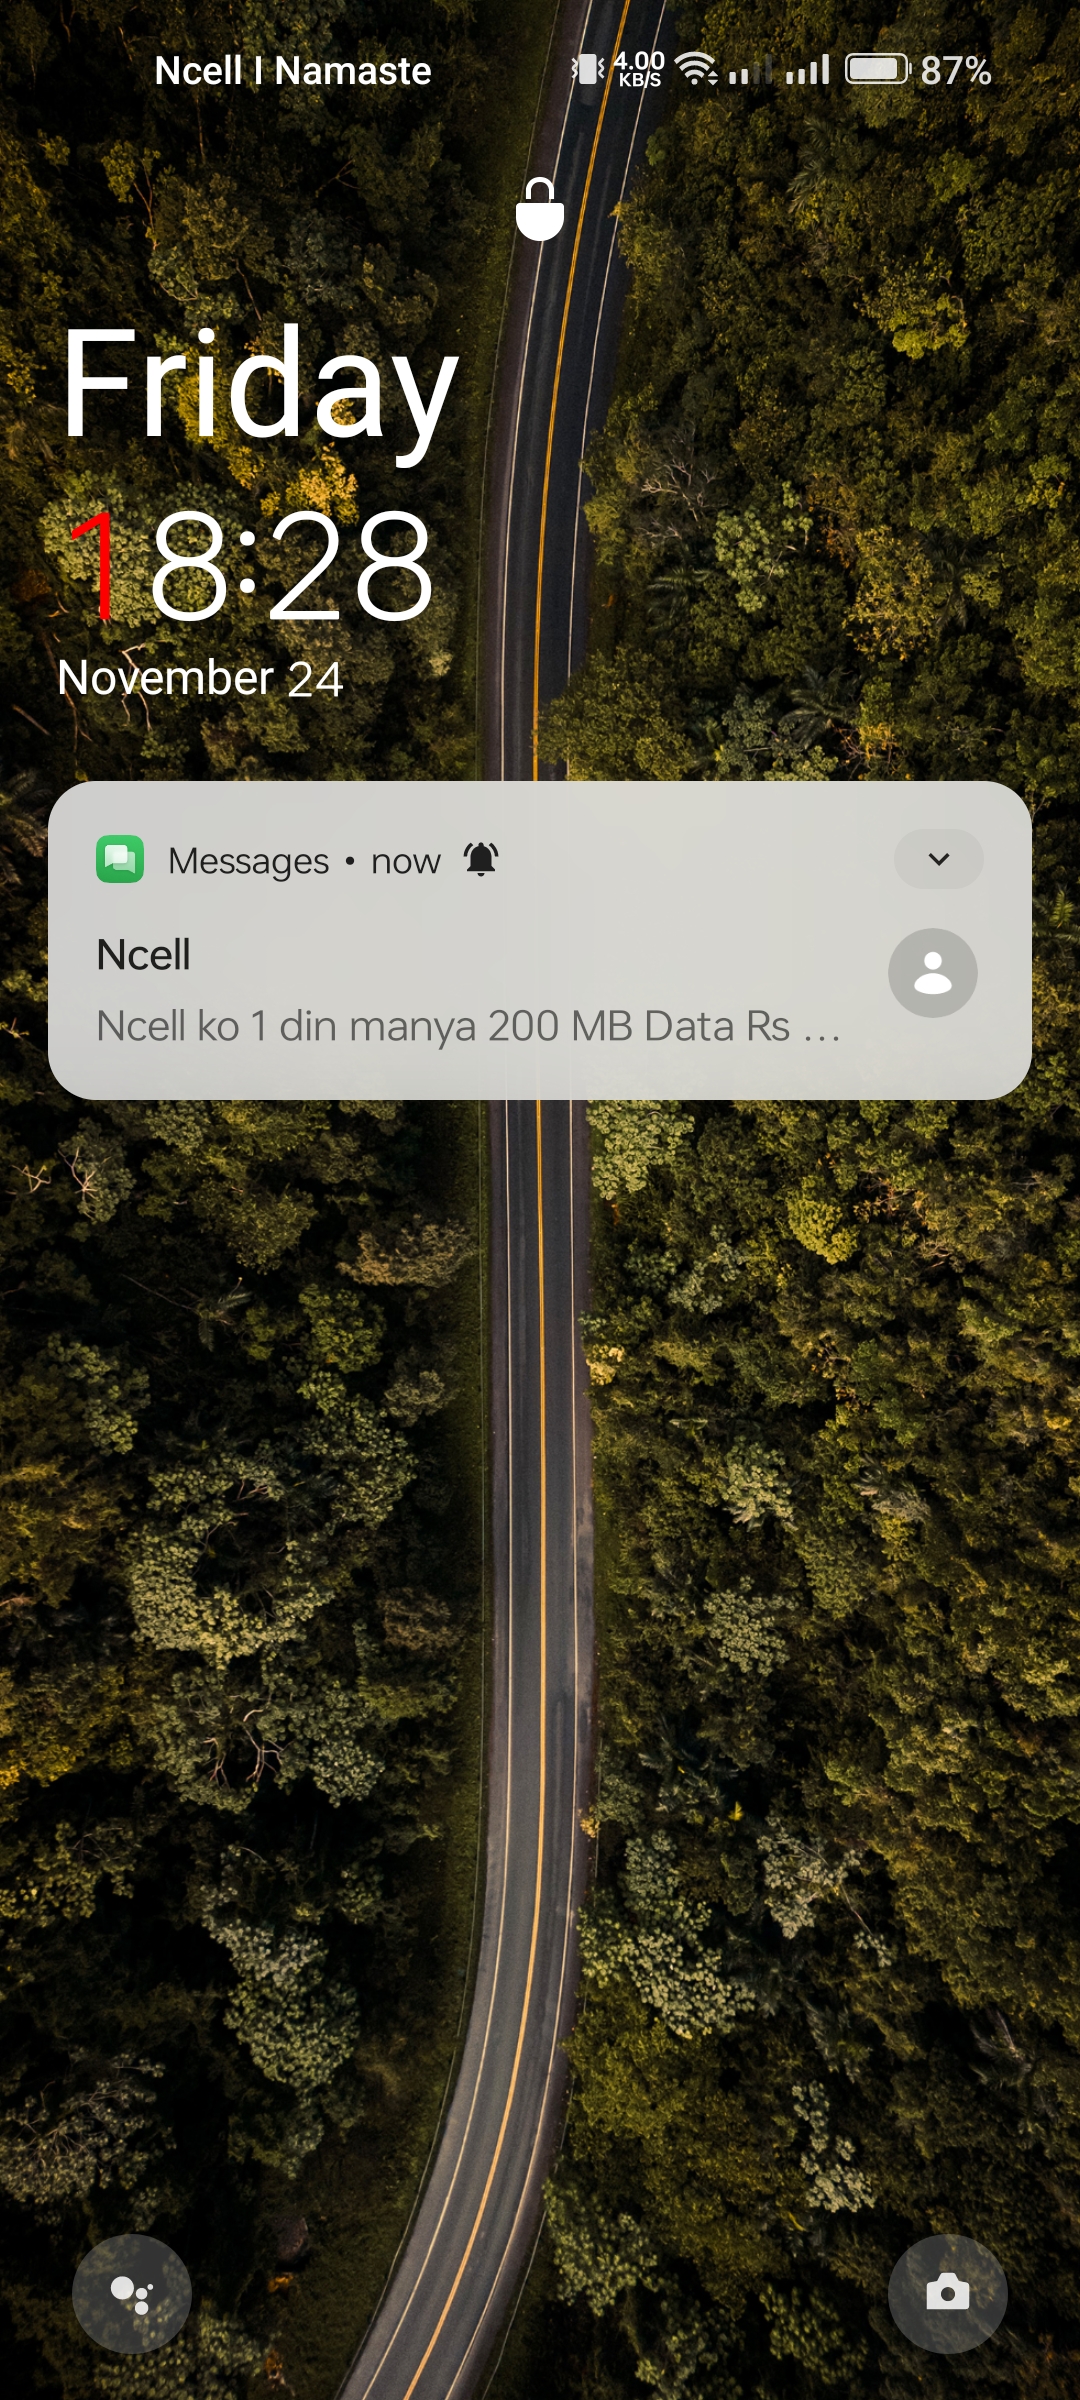 Ncell | Namaste 4.00 KB/S 87%
Friday
18:28
November 24
Messages • now
Ncell
Ncell ko 1 din manya 200 MB Data Rs ...